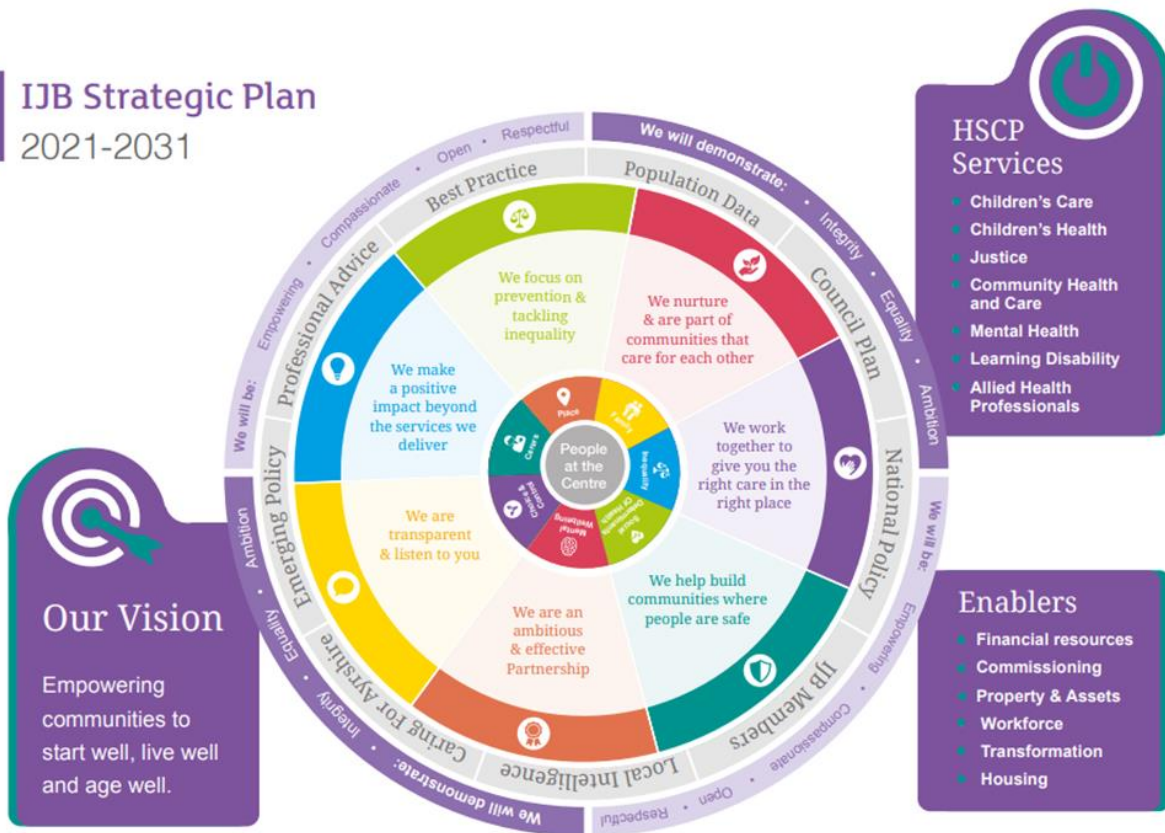 IJB Strategic Plan
2021-2031
HSCP
Services
Children's Care
Children's Health
Justice
Community Health
and Care
Mental Health
Learning Disability
Allied Health
Professionals
We will be: • Empowering • Compassionate • Open • Respectful
We will demonstrate: • Integrity • Equality • Ambition
We will be: Empowering • Compassionate • Open • Respectful
We will demonstrate: • Integrity • Equality • Ambition
Best Practice
Population Data
Council Plan
National Policy
IJB Members
Local Intelligence
Caring For Ayrshire
Emerging Policy
Professional Advice
We focus on
prevention &
tackling
inequality
We nurture
& are part of
communities that
care for each other
We work
together to
give you the
right care in the
right place
We help build
communities where
people are safe
We are an
ambitious
& effective
Partnership
We are
transparent
& listen to you
We make
a positive
impact beyond
the services we
deliver
Place
Family
Inequality
Social
Determinants
Of Health
Mental
Wellbeing
Choice &
Control
Carers
People
at the
Centre
Our Vision
Empowering
communities to
start well, live well
and age well.
Enablers
Financial resources
Commissioning
Property & Assets
Workforce
Transformation
Housing